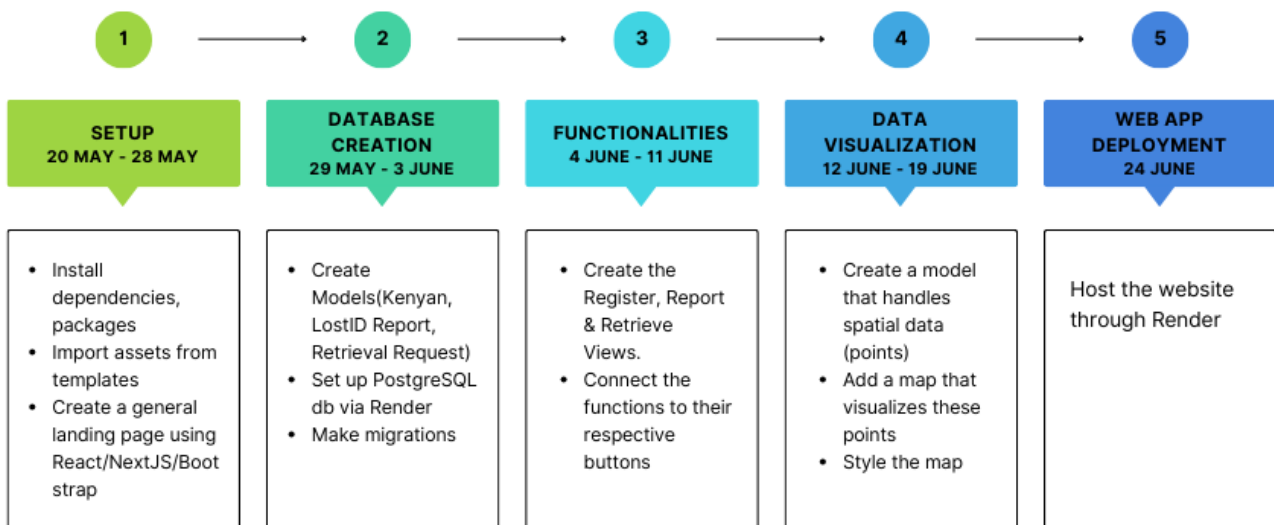 1
2
3
4
5
SETUP
20 MAY - 28 MAY
DATABASE
CREATION
29 MAY - 3 JUNE
FUNCTIONALITIES
4 JUNE - 11 JUNE
DATA
VISUALIZATION
12 JUNE - 19 JUNE
WEB APP
DEPLOYMENT
24 JUNE
• Install
dependencies,
packages
• Import assets from
templates
• Create a general
landing page using
React/NextJS/Boot
strap
• Create
Models(Kenyan,
LostID Report,
Retrieval Request)
• Set up PostgreSQL
db via Render
• Make migrations
• Create the
Register, Report
& Retrieve
Views.
• Connect the
functions to their
respective
buttons
• Create a model
that handles
spatial data
(points)
• Add a map that
visualizes these
points
• Style the map
Host the website
through Render